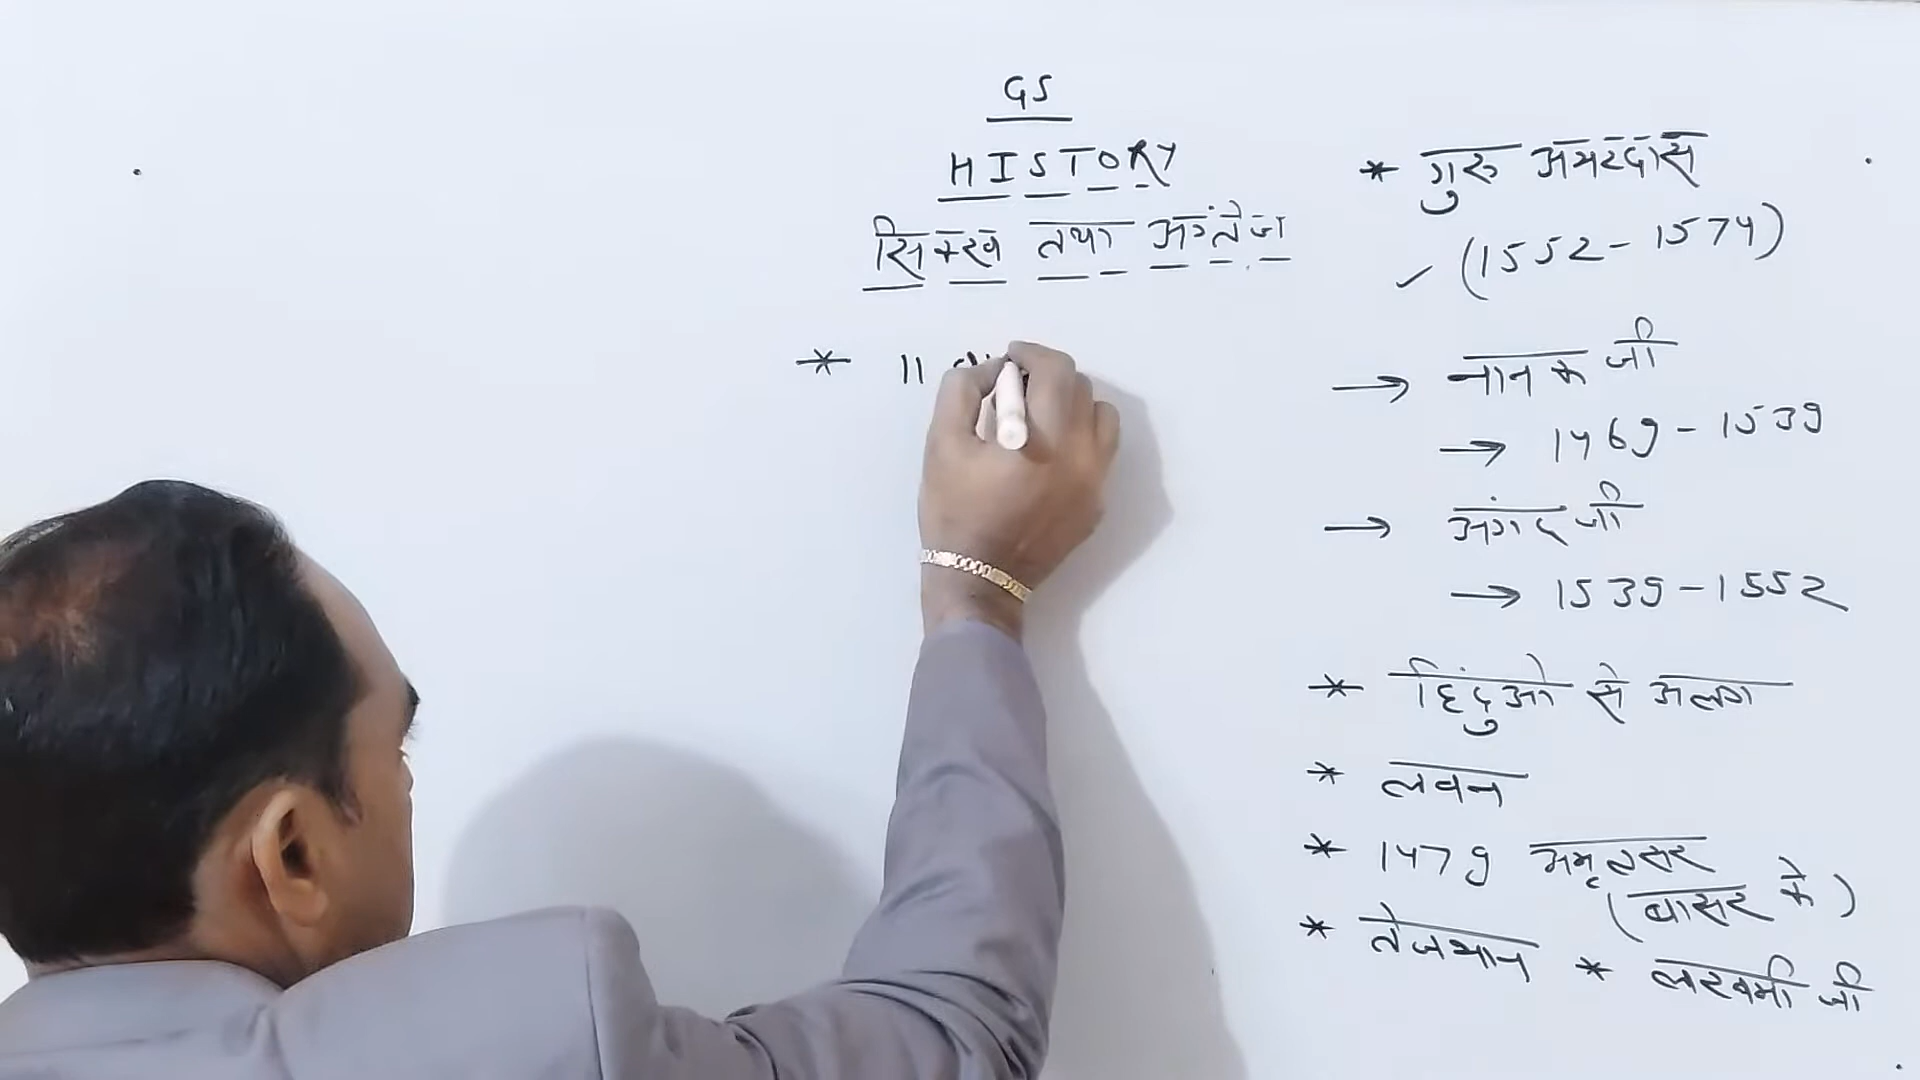 GS
HISTORY
सिक्ख तथा अंग्रेज
* 11
* गुरु अमरदास
(1552-1574)
→ नानक जी
→ 1469-1539
→ अंगद जी
→ 1539-1552
* हिंदुओ से अलग
* लवन
* 1479 अमृतसर
(बासर के)
* तेजभान * लखमी जी